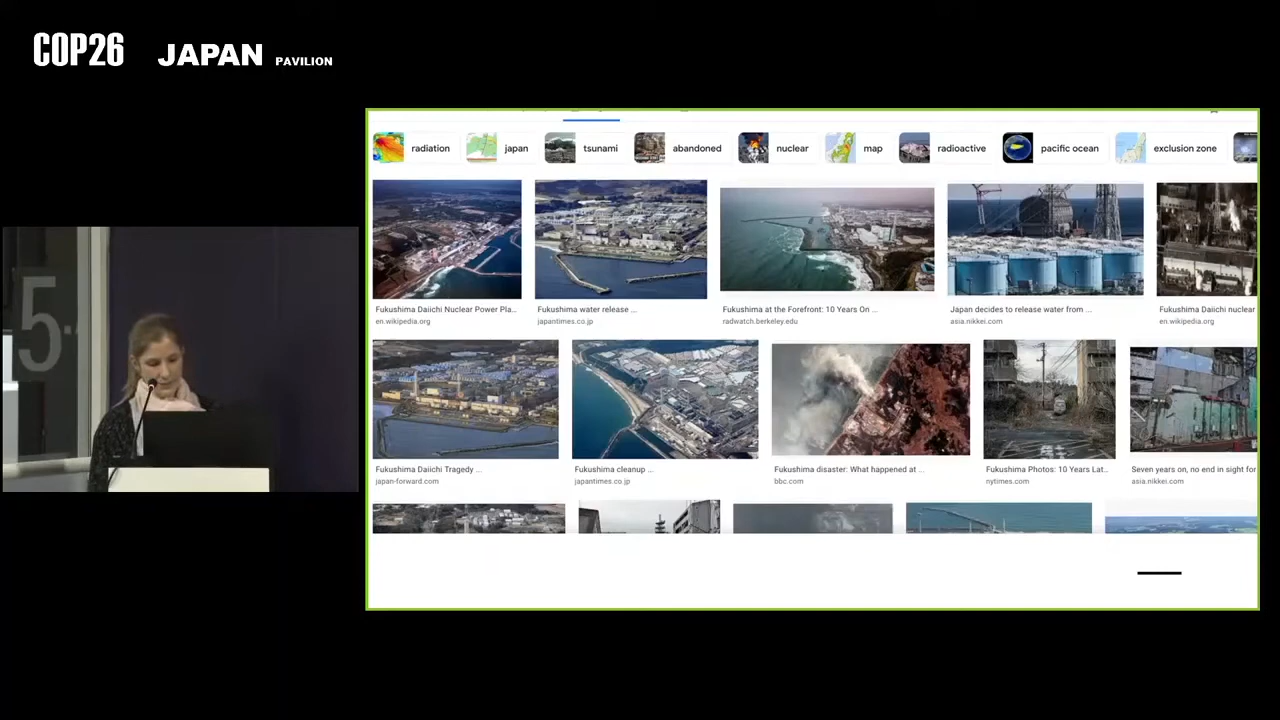 COP26 JAPAN PAVILION
radiation japan tsunami abandoned nuclear map radioactive pacific ocean exclusion zone
Fukushima Daiichi Nuclear Power Pla... Fukushima water release ... Fukushima at the Forefront: 10 Years On ... Japan decides to release water from ... Fukushima Daiichi nuclear
en.wikipedia.org japantimes.co.jp radwatch.berkeley.edu asia.nikkei.com en.wikipedia.org
5
Fukushima Daiichi Tragedy ... Fukushima cleanup ... Fukushima disaster: What happened at ... Fukushima Photos: 10 Years Lat... Seven years on, no end in sight for
japan-forward.com japantimes.co.jp bbc.com nytimes.com asia.nikkei.com